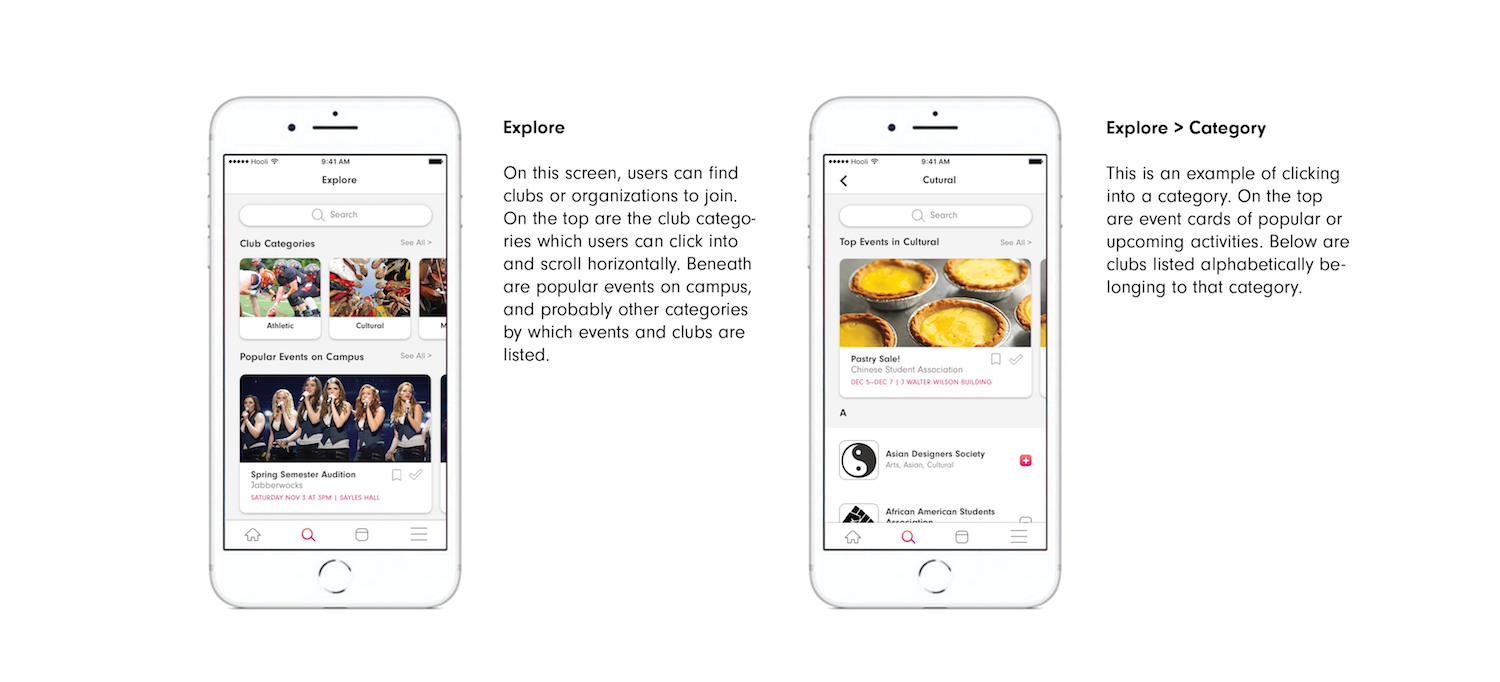 Hooli
9:41 AM
Explore
Search
Club Categories
See All >
Athletic
Cultural
M
Popular Events on Campus
See All >
Spring Semester Audition
Jabberwocks
SATURDAY NOV 3 AT 3PM | SAYLES HALL
Explore
On this screen, users can find
clubs or organizations to join.
On the top are the club catego-
ries which users can click into
and scroll horizontally. Beneath
are popular events on campus,
and probably other categories
by which events and clubs are
listed.
Hooli
9:41 AM
Cutural
Search
Top Events in Cultural
See All >
Pastry Sale!
Chinese Student Association
DEC 5–DEC 7 | J WALTER WILSON BUILDING
A
Asian Designers Society
Arts, Asian, Cultural
African American Students
Association
Explore > Category
This is an example of clicking
into a category. On the top
are event cards of popular or
upcoming activities. Below are
clubs listed alphabetically be-
longing to that category.